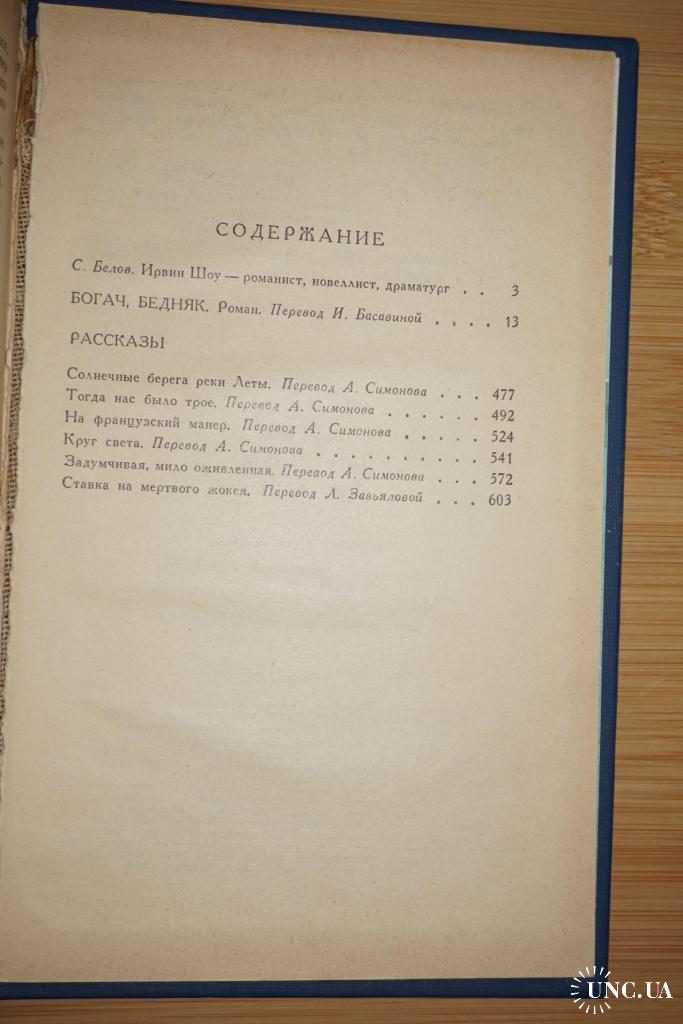 СОДЕРЖАНИЕ
С. Белов. Ирвин Шоу — романист, новеллист, драматург . . 3
БОГАЧ, БЕДНЯК. Роман. Перевод И. Басавиной . . . . 13
РАССКАЗЫ
Солнечные берега реки Леты. Перевод А. Симонова . . . 477
Тогда нас было трое. Перевод А. Симонова . . . . . . 492
На французский манер. Перевод А. Симонова . . . . . 524
Круг света. Перевод А. Симонова . . . . . . . . . 541
Задумчивая, мило оживленная. Перевод А. Симонова . . . 572
Ставка на мертвого жокея. Перевод Л. Завьяловой . . . 603
UNC.UA